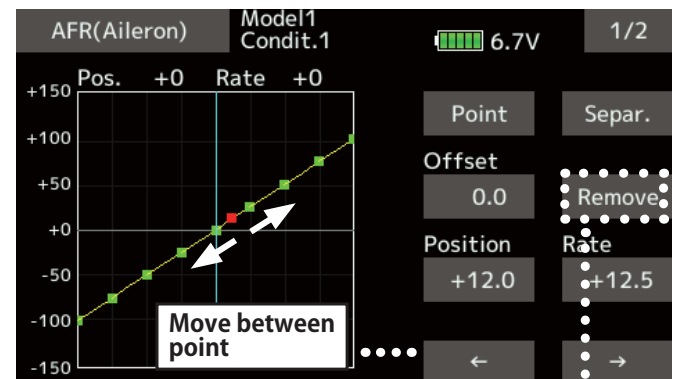 AFR(Aileron)
Model1
Condit.1
6.7V
1/2
Pos. +0 Rate +0
+150
+100
+50
+0
-50
-100
-150
Point
Separ.
Offset
0.0
Remove
Position
Rate
+12.0
+12.5
Move between
point
←
→